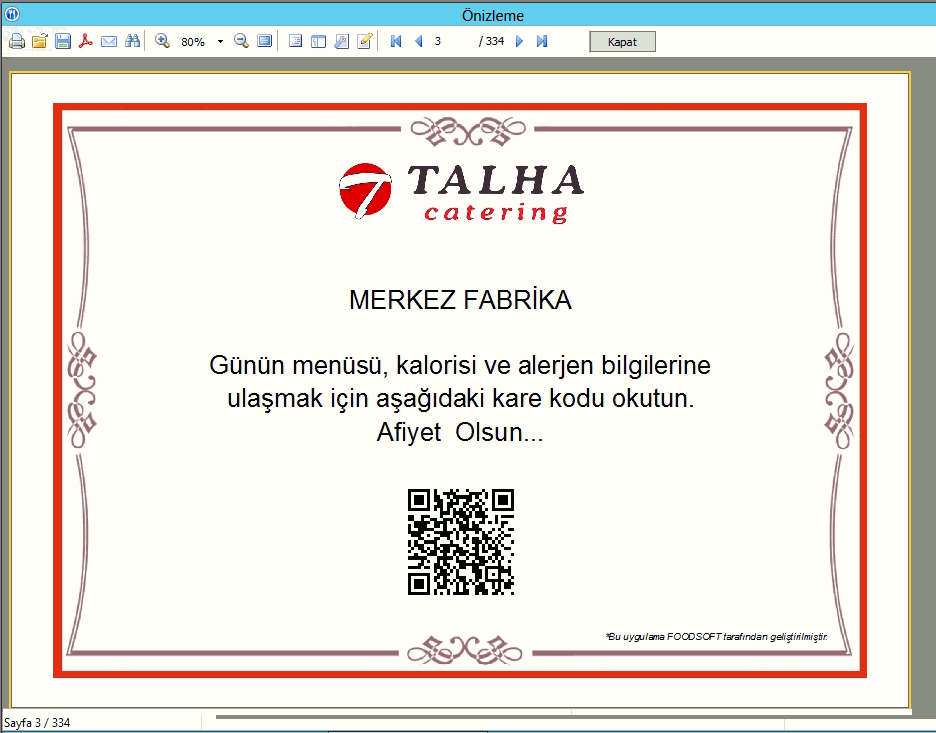 Önizleme
80%
3 / 334
Kapat
TALHA
catering
MERKEZ FABRİKA
Günün menüsü, kalorisi ve alerjen bilgilerine
ulaşmak için aşağıdaki kare kodu okutun.
Afiyet Olsun...
*Bu uygulama FOODSOFT tarafından geliştirilmiştir.
Sayfa 3 / 334